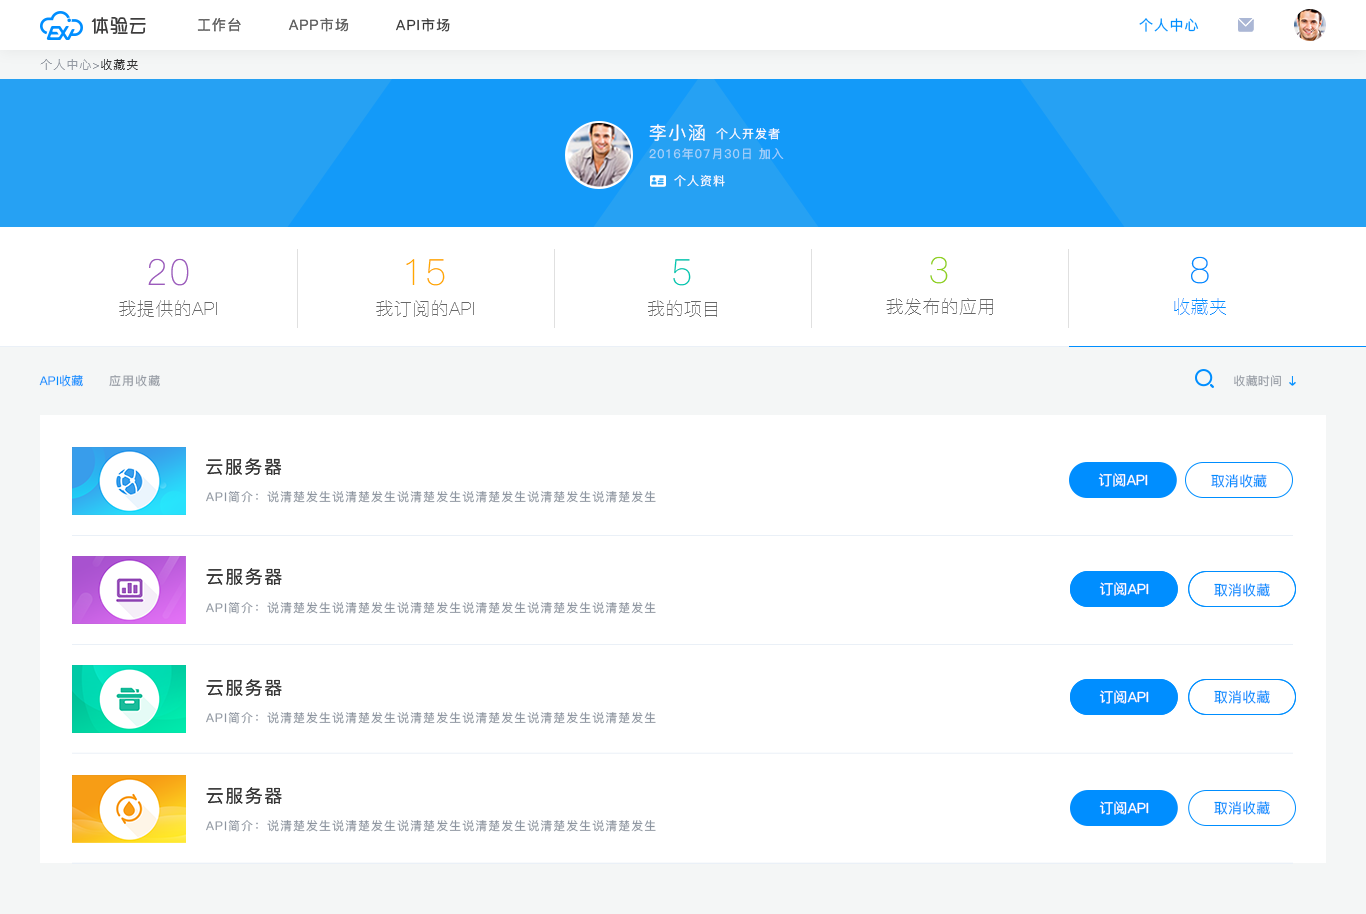 EXP 体验云 工作台 APP市场 API市场 个人中心
个人中心>收藏夹
李小涵 个人开发者
2016年07月30日 加入
个人资料
20 15 5 3 8
我提供的API 我订阅的API 我的项目 我发布的应用 收藏夹
API收藏 应用收藏 收藏时间
云服务器
API简介：说清楚发生说清楚发生说清楚发生说清楚发生说清楚发生说清楚发生
订阅API 取消收藏
云服务器
API简介：说清楚发生说清楚发生说清楚发生说清楚发生说清楚发生说清楚发生
订阅API 取消收藏
云服务器
API简介：说清楚发生说清楚发生说清楚发生说清楚发生说清楚发生说清楚发生
订阅API 取消收藏
云服务器
API简介：说清楚发生说清楚发生说清楚发生说清楚发生说清楚发生说清楚发生
订阅API 取消收藏